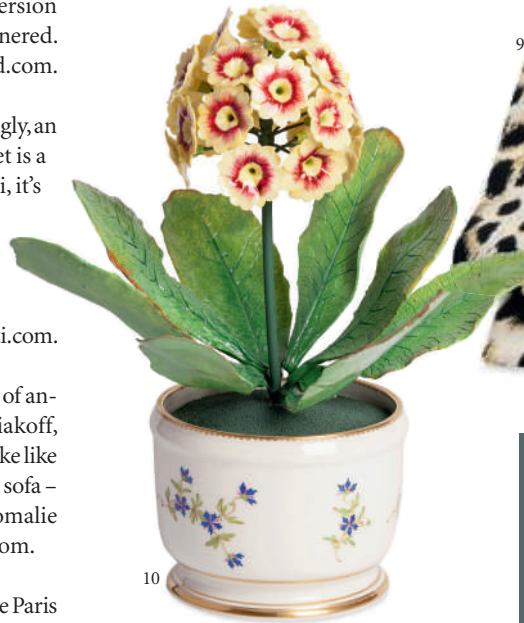 ersion
nered.
d.com.
gly, an
et is a
i, it’s
i.com.
of an-
iakoff,
ke like
sofa –
omalie
om.
e Paris
9
10